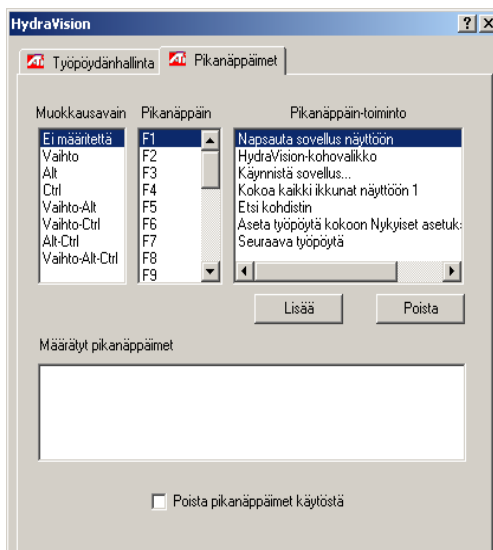 HydraVision
ATI Työpöydänhallinta
ATI Pikanäppäimet
Muokkausavain
Ei määritettä
Vaihto
Alt
Ctrl
Vaihto-Alt
Vaihto-Ctrl
Alt-Ctrl
Vaihto-Alt-Ctrl
Pikanäppäin
F1
F2
F3
F4
F5
F6
F7
F8
F9
Pikanäppäin-toiminto
Napsauta sovellus näyttöön
HydraVision-kohovalikko
Käynnistä sovellus...
Kokoa kaikki ikkunat näyttöön 1
Etsi kohdistin
Aseta työpöytä kokoon Nykyiset asetuk
Seuraava työpöytä
Lisää
Poista
Määrätyt pikanäppäimet
Poista pikanäppäimet käytöstä